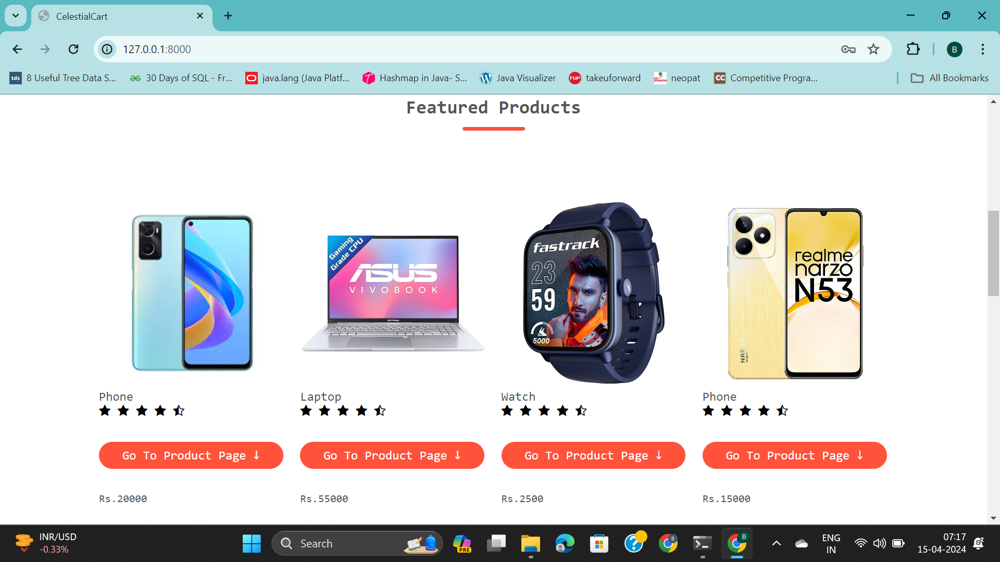 CelestialCart
127.0.0.1:8000
B
tds 8 Useful Tree Data S...
30 Days of SQL - Fr...
java.lang (Java Platf...
Hashmap in Java- S...
Java Visualizer
TUF takeuforward
neopat
CC Competitive Progra...
All Bookmarks
Featured Products
Gaming
Grade CPU
ASUS
VIVOBOOK
fastrack
23
59
5000
realme
narzo
N53
Phone
Laptop
Watch
Phone
Go To Product Page ↓
Go To Product Page ↓
Go To Product Page ↓
Go To Product Page ↓
Rs.20000
Rs.55000
Rs.2500
Rs.15000
INR/USD
-0.33%
Search
PRE
B
B
ENG
IN
07:17
15-04-2024